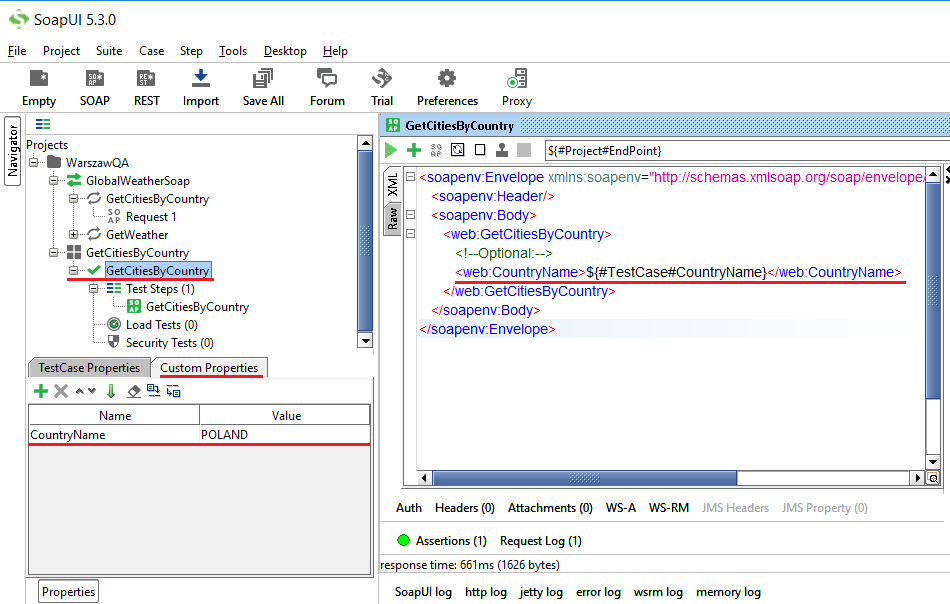 SoapUI 5.3.0
File Project Suite Case Step Tools Desktop Help
Empty SOAP REST Import Save All Forum Trial Preferences Proxy
Navigator
Projects
WarszawQA
GlobalWeatherSoap
GetCitiesByCountry
Request 1
GetWeather
GetCitiesByCountry
GetCitiesByCountry
Test Steps (1)
GetCitiesByCountry
Load Tests (0)
Security Tests (0)
TestCase Properties Custom Properties
Name Value
CountryName POLAND
Properties
GetCitiesByCountry
${#Project#EndPoint}
XML
Raw
<soapenv:Envelope xmlns:soapenv="http://schemas.xmlsoap.org/soap/envelope/
<soapenv:Header/>
<soapenv:Body>
<web:GetCitiesByCountry>
<!--Optional:-->
<web:CountryName>${#TestCase#CountryName}</web:CountryName>
</web:GetCitiesByCountry>
</soapenv:Body>
</soapenv:Envelope>
Auth Headers (0) Attachments (0) WS-A WS-RM JMS Headers JMS Property (0)
Assertions (1) Request Log (1)
response time: 661ms (1626 bytes)
SoapUI log http log jetty log error log wsrm log memory log